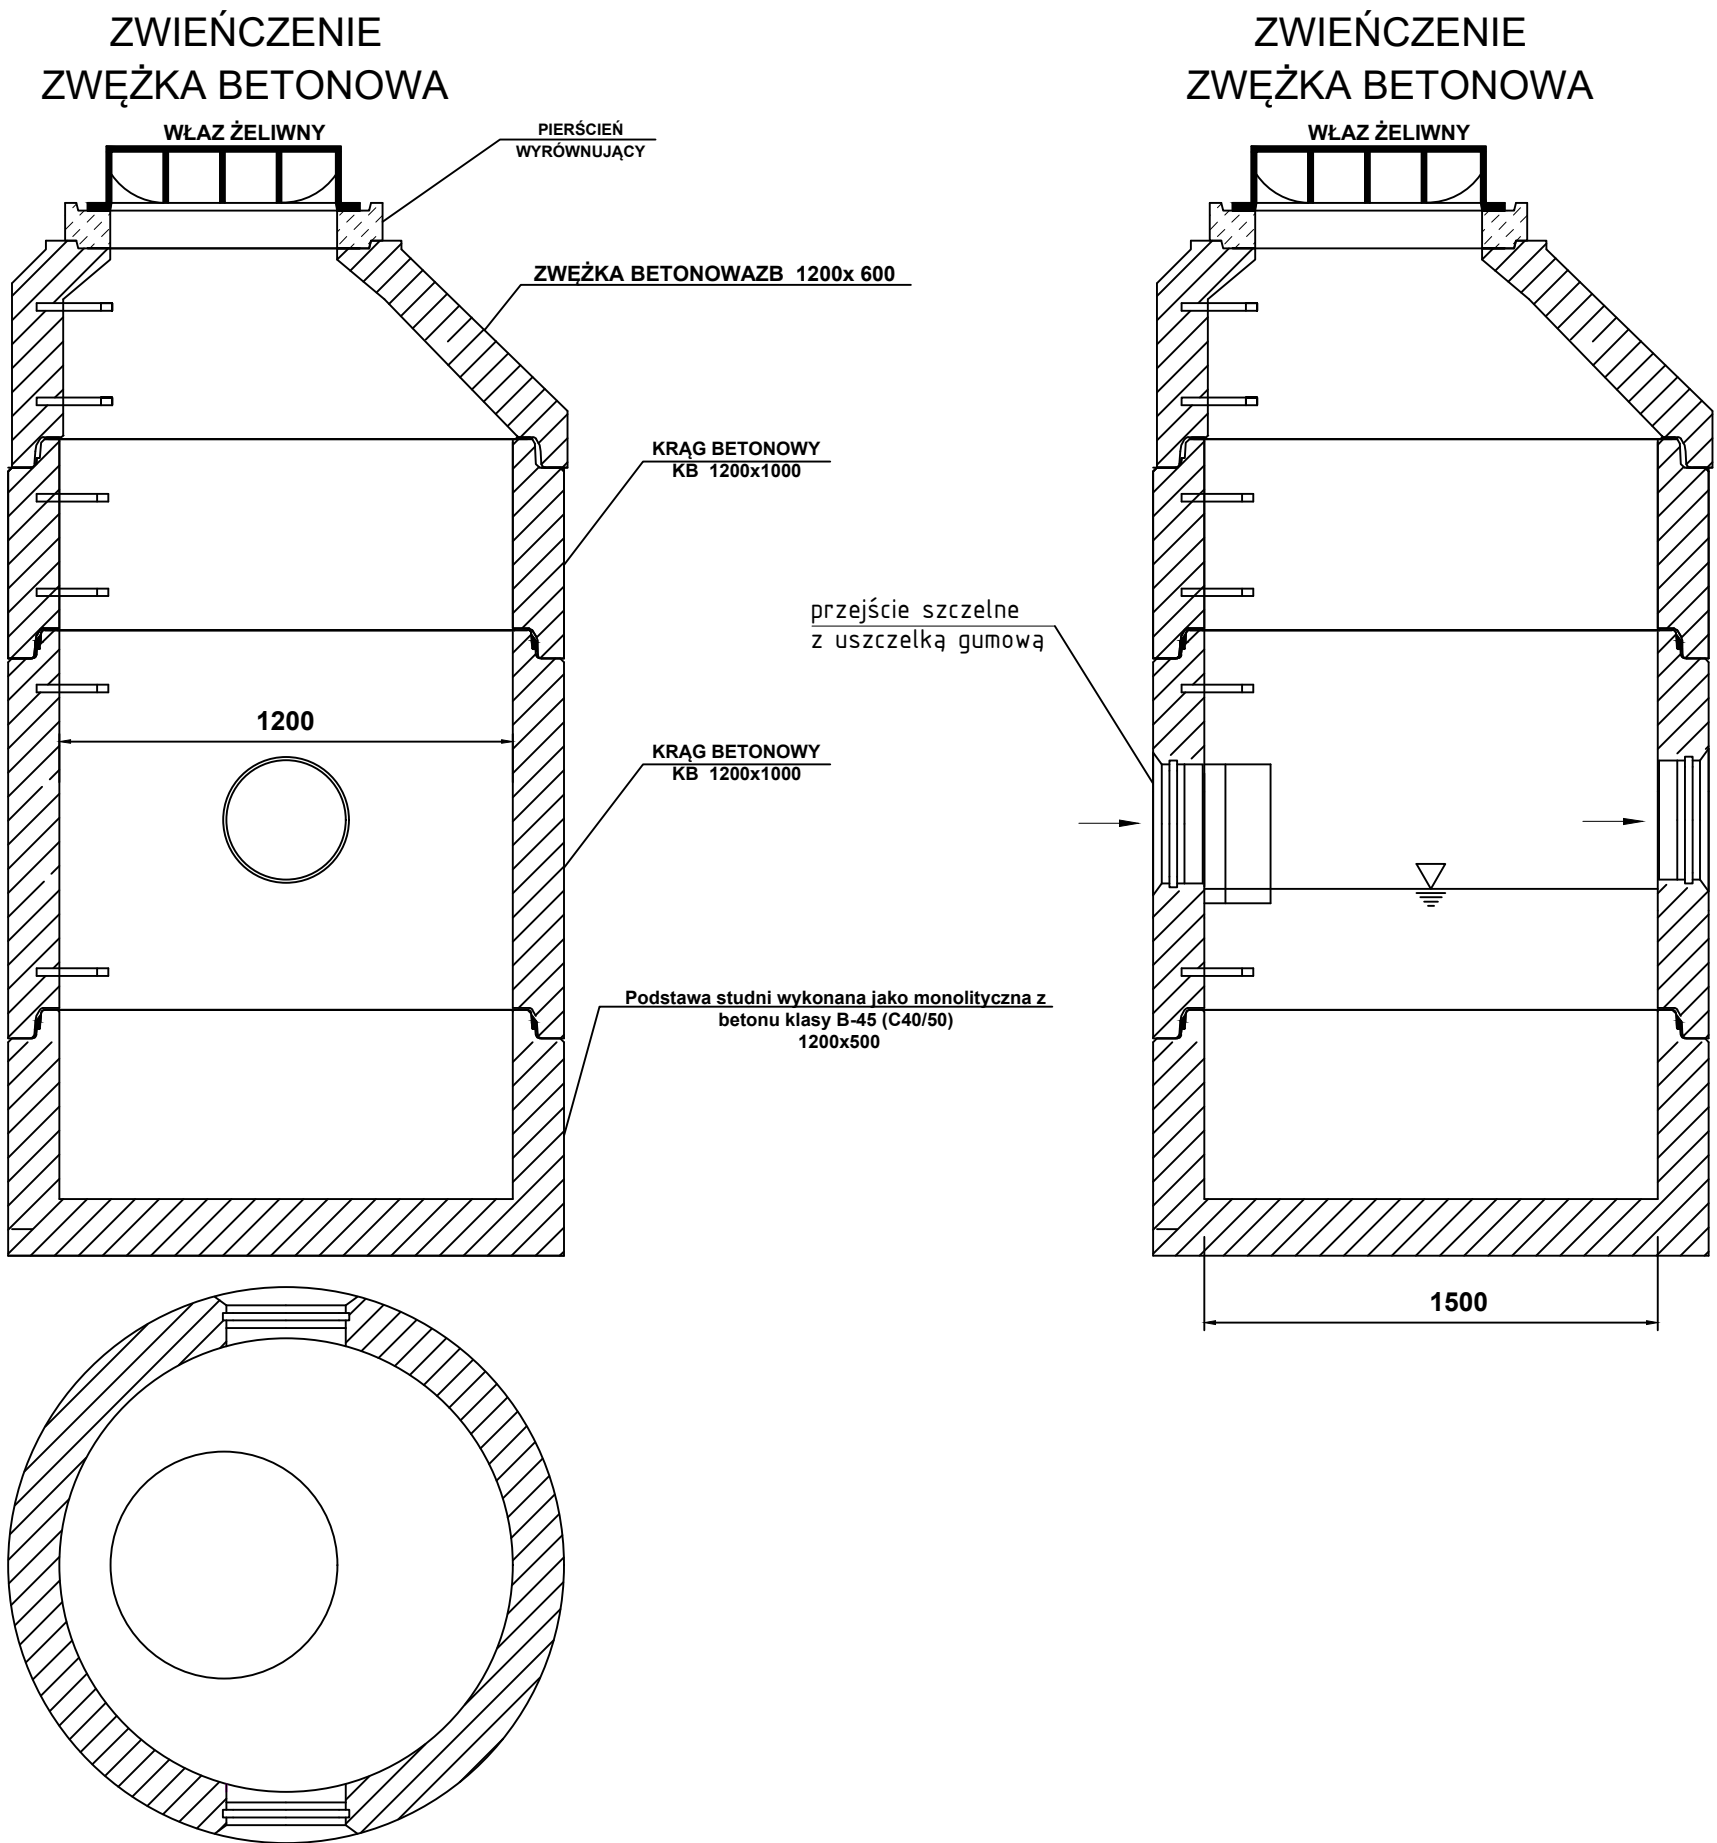 ZWIEŃCZENIE
ZWĘŻKA BETONOWA
WŁAZ ŻELIWNY
PIERŚCIEŃ
WYRÓWNUJĄCY
ZWĘŻKA BETONOWAZB 1200x 600
KRĄG BETONOWY
KB 1200x1000
1200
KRĄG BETONOWY
KB 1200x1000
Podstawa studni wykonana jako monolityczna z
betonu klasy B-45 (C40/50)
1200x500
ZWIEŃCZENIE
ZWĘŻKA BETONOWA
WŁAZ ŻELIWNY
przejście szczelne
z uszczelką gumową
1500